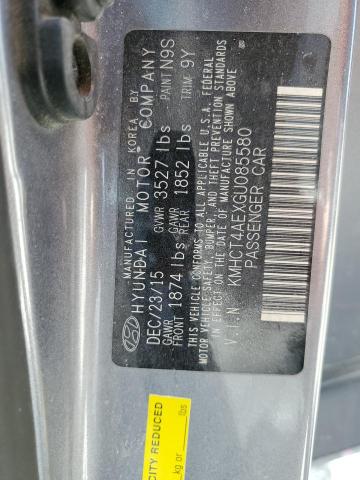 MANUFACTURED IN KOREA BY
HYUNDAI MOTOR COMPANY
DEC/23/15 GVWR 3527 lbs PAINT N9S
GAWR FRONT 1874 lbs GAWR REAR 1852 lbs TRIM 9Y
THIS VEHICLE CONFORMS TO ALL APPLICABLE U.S.A. FEDERAL
MOTOR VEHICLE SAFETY, BUMPER, AND THEFT PREVENTION STANDARDS
IN EFFECT ON THE DATE OF MANUFACTURE SHOWN ABOVE
V.I.N KMHCT4AEXGU085580
PASSENGER CAR
CITY REDUCED
kg or lbs